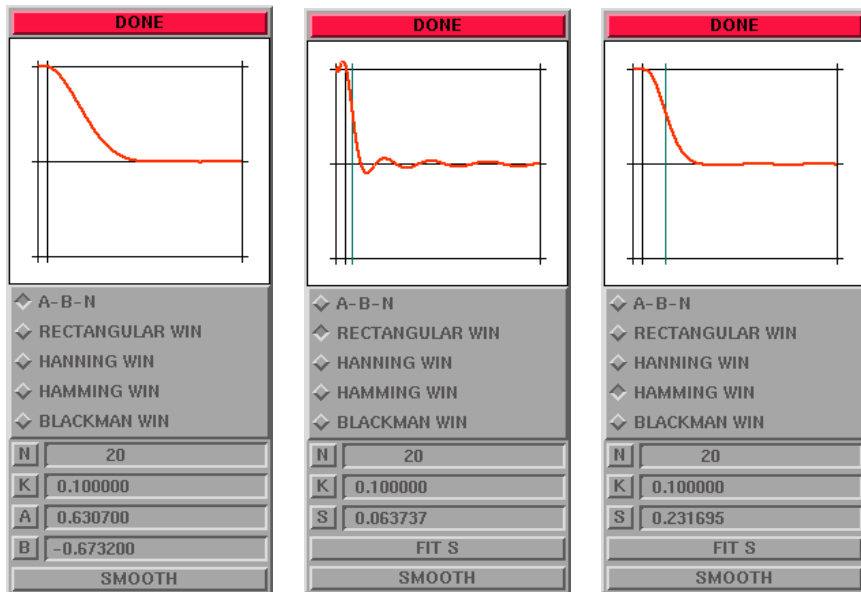 DONE
A-B-N
RECTANGULAR WIN
HANNING WIN
HAMMING WIN
BLACKMAN WIN
N 20
K 0.100000
A 0.630700
B -0.673200
SMOOTH
DONE
A-B-N
RECTANGULAR WIN
HANNING WIN
HAMMING WIN
BLACKMAN WIN
N 20
K 0.100000
S 0.063737
FIT S
SMOOTH
DONE
A-B-N
RECTANGULAR WIN
HANNING WIN
HAMMING WIN
BLACKMAN WIN
N 20
K 0.100000
S 0.231695
FIT S
SMOOTH